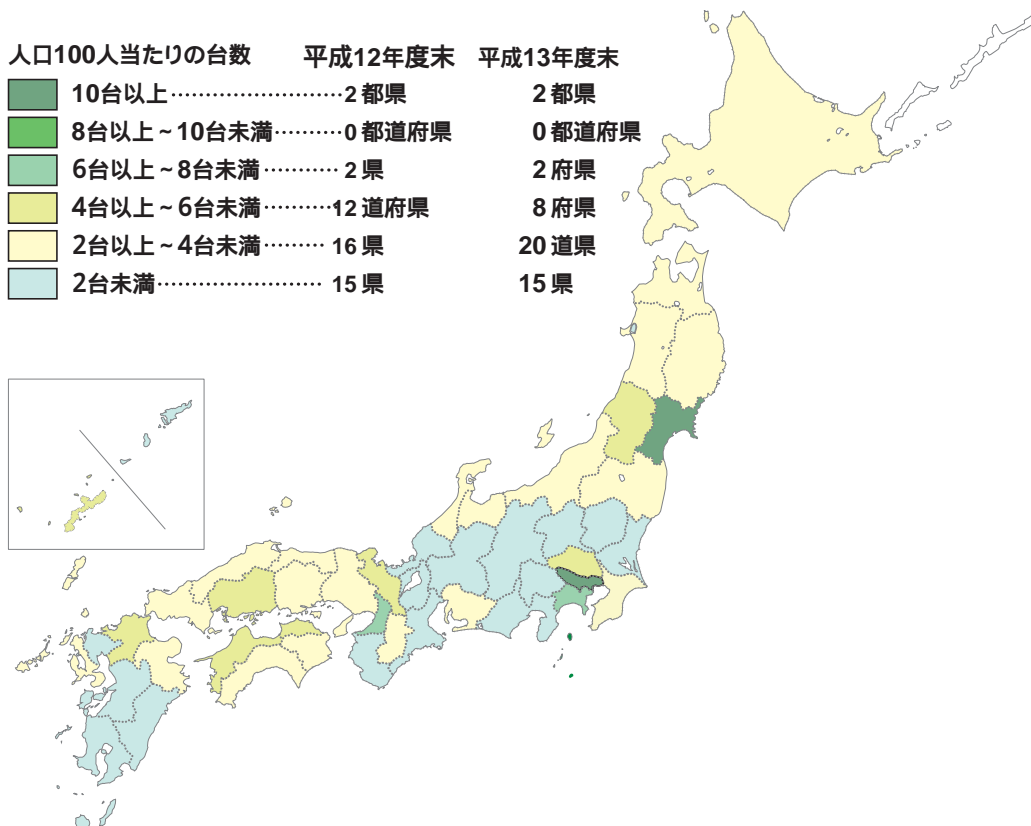 人口100人当たりの台数 平成12年度末 平成13年度末
10台以上……………………2都県 2都県
8台以上~10台未満………0都道府県 0都道府県
6台以上~8台未満………2県 2府県
4台以上~6台未満………12道府県 8府県
2台以上~4台未満………16県 20道県
2台未満…………………… 15県 15県